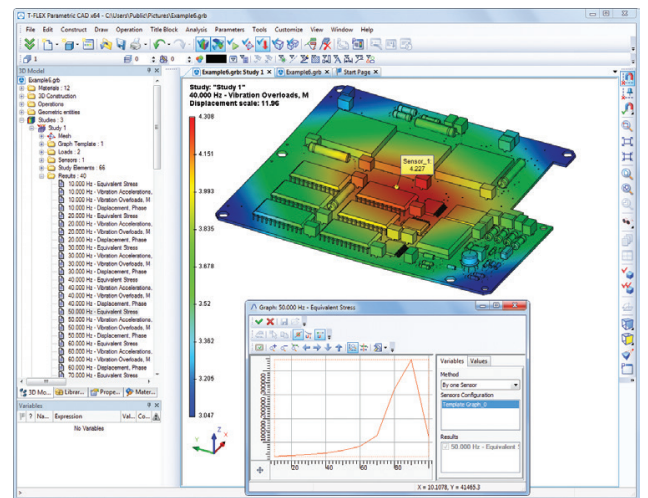 T-FLEX Parametric CAD x64 - C:\Users\Public\Pictures\Example6.grb
File Edit Construct Draw Operation Title Block Analysis Parameters Tools Customize View Window Help
3D Model
Example6.grb: Study 1 Example6.grb Start Page
Example6.grb
Materials : 12
3D Construction
Operations
Geometric entities
Studies : 3
Study 1
Mesh
Graph Template : 1
Loads : 2
Sensors : 1
Study Elements : 66
Results : 40
10.000 Hz - Equivalent Stress
10.000 Hz - Vibration Accelerations,
10.000 Hz - Vibration Overloads, M
10.000 Hz - Displacement, Phase
20.000 Hz - Equivalent Stress
20.000 Hz - Vibration Accelerations,
20.000 Hz - Vibration Overloads, M
20.000 Hz - Displacement, Phase
30.000 Hz - Equivalent Stress
30.000 Hz - Vibration Accelerations,
30.000 Hz - Vibration Overloads, M
30.000 Hz - Displacement, Phase
40.000 Hz - Equivalent Stress
40.000 Hz - Vibration Accelerations,
40.000 Hz - Vibration Overloads, M
40.000 Hz - Displacement, Phase
50.000 Hz - Equivalent Stress
50.000 Hz - Vibration Accelerations,
50.000 Hz - Vibration Overloads, M
50.000 Hz - Displacement, Phase
60.000 Hz - Equivalent Stress
60.000 Hz - Vibration Accelerations,
60.000 Hz - Vibration Overloads, M
60.000 Hz - Displacement, Phase
70.000 Hz - Equivalent Stress
3D Mo... Librar... Prope... Mater...
Variables
? Na... Expression Val... Co...
No Variables
Study: "Study 1"
40.000 Hz - Vibration Overloads, M
Displacement scale: 11.96
4.308
4.151
3.993
3.835
3.678
3.52
3.362
3.205
3.047
Sensor_1:
4.227
Z
Y
X
Graph: 50.000 Hz - Equivalent Stress
Variables Values
Method
By one Sensor
Sensors Configuration
Template Graph_0
Results
50.000 Hz - Equivalent S
X = 10.1078, Y = 41465.3